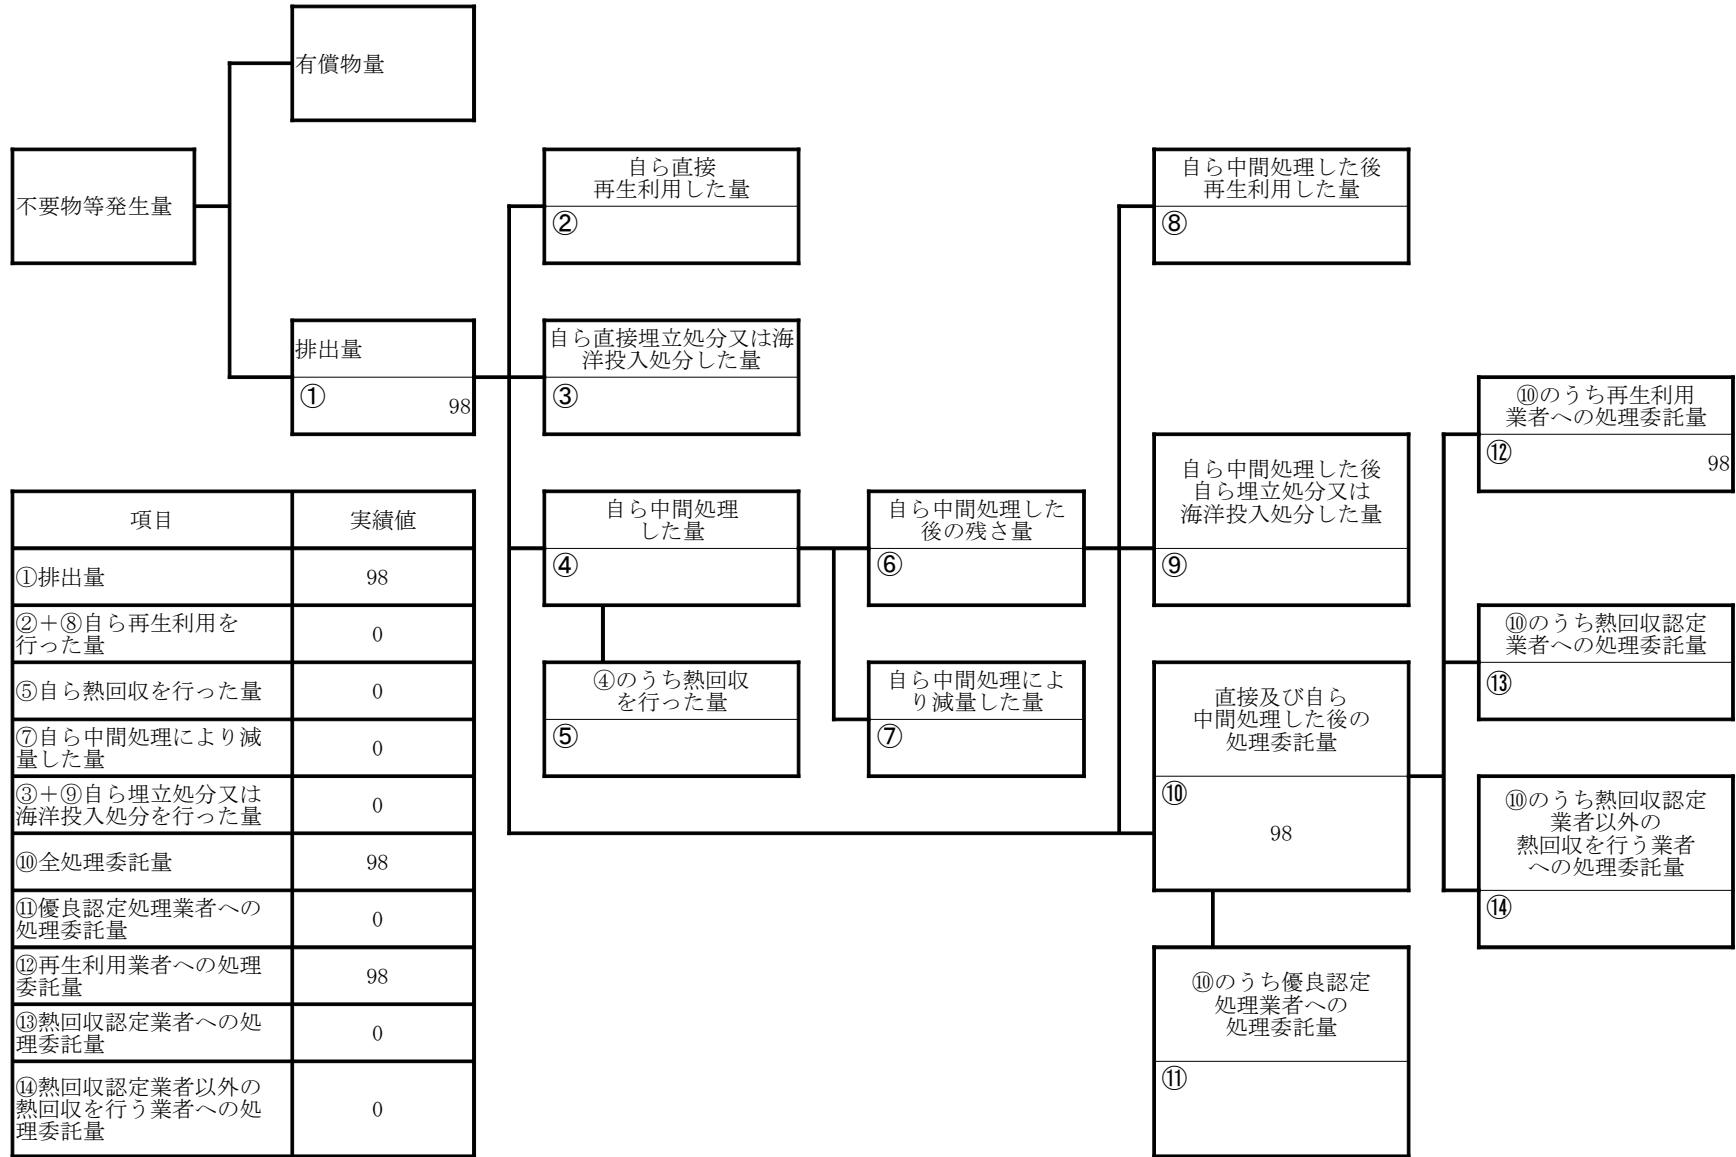 有償物量
不要物等発生量
排出量
①
98
自ら直接
再生利用した量
②
自ら直接埋立処分又は海
洋投入処分した量
③
自ら中間処理
した量
④
④のうち熱回収
を行った量
⑤
自ら中間処理した
後の残さ量
⑥
自ら中間処理によ
り減量した量
⑦
自ら中間処理した後
再生利用した量
⑧
自ら中間処理した後
自ら埋立処分又は
海洋投入処分した量
⑨
直接及び自ら
中間処理した後の
処理委託量
⑩
98
⑩のうち優良認定
処理業者への
処理委託量
⑪
⑩のうち再生利用
業者への処理委託量
⑫
98
⑩のうち熱回収認定
業者への処理委託量
⑬
⑩のうち熱回収認定
業者以外の
熱回収を行う業者
への処理委託量
⑭
項目 実績値
①排出量 98
②＋⑧自ら再生利用を
行った量 0
⑤自ら熱回収を行った量 0
⑦自ら中間処理により減
量した量 0
③＋⑨自ら埋立処分又は
海洋投入処分を行った量 0
⑩全処理委託量 98
⑪優良認定処理業者への
処理委託量 0
⑫再生利用業者への処理
委託量 98
⑬熱回収認定業者への処
理委託量 0
⑭熱回収認定業者以外の
熱回収を行う業者への処 0
理委託量